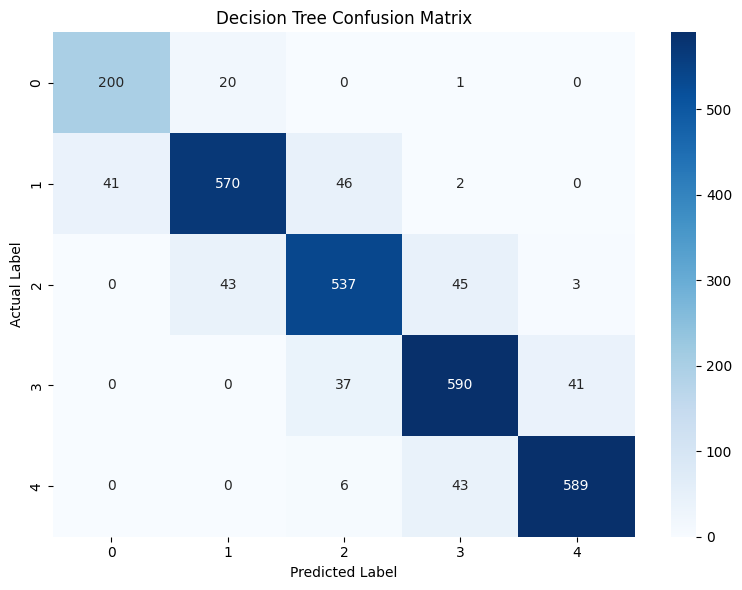 Decision Tree Confusion Matrix
Actual Label
0 200 20 0 1 0
1 41 570 46 2 0
2 0 43 537 45 3
3 0 0 37 590 41
4 0 0 6 43 589
0 1 2 3 4
Predicted Label
500
400
300
200
100
0